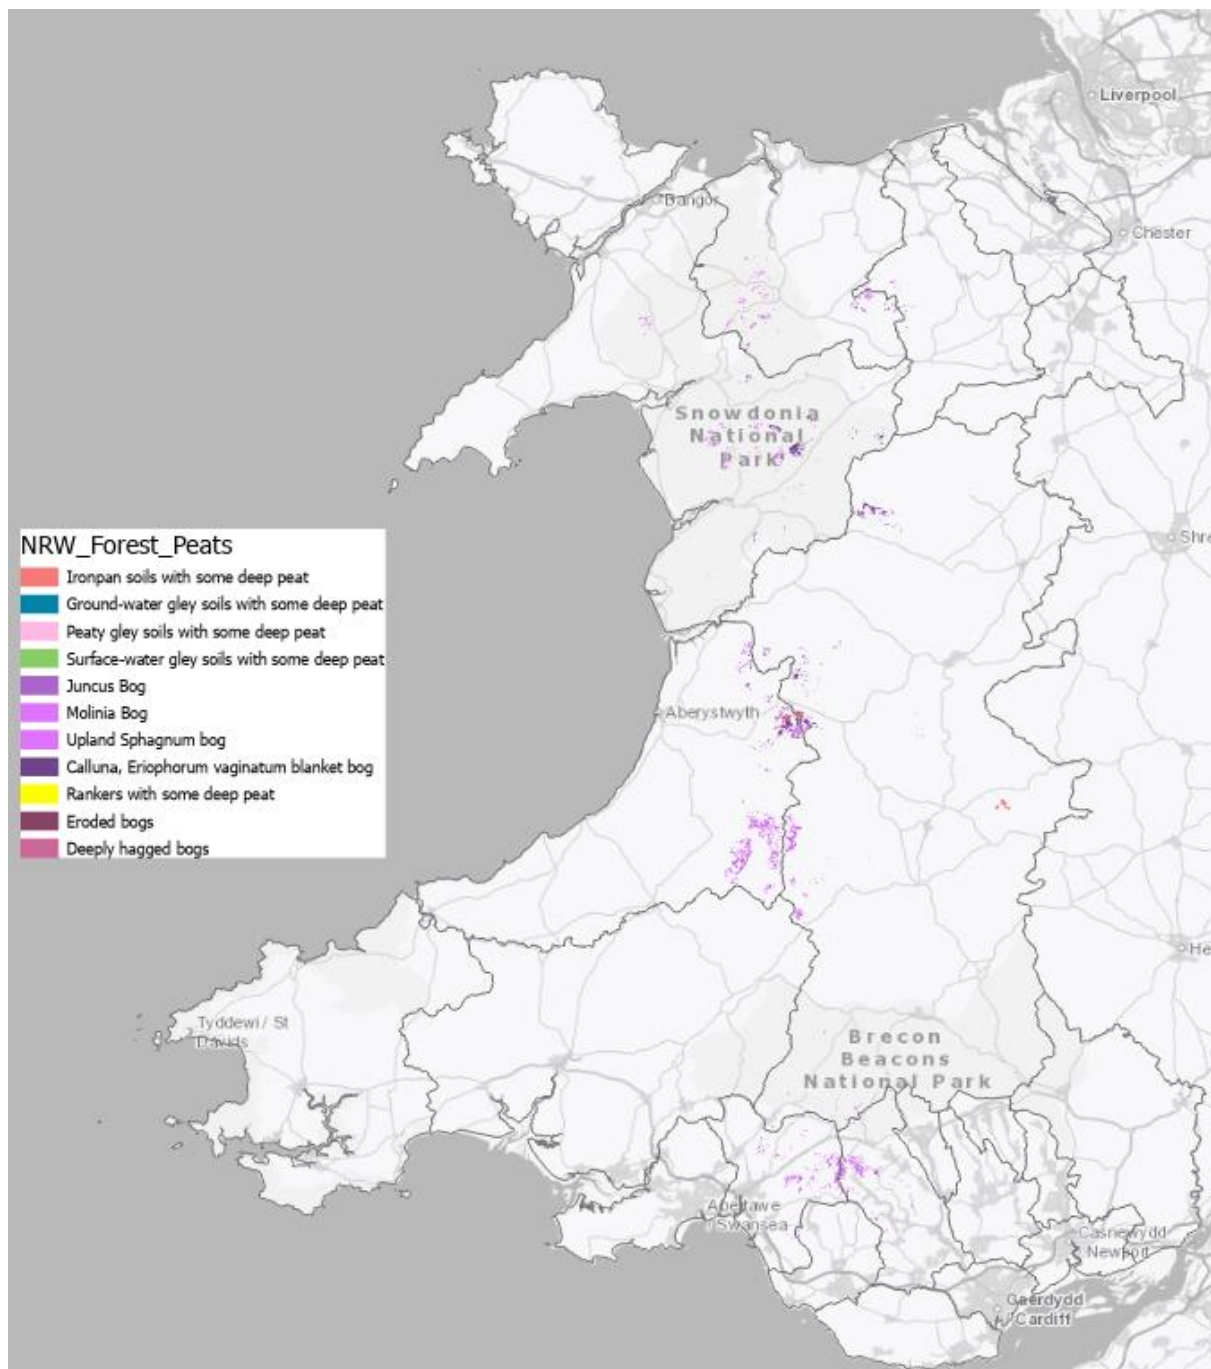 Liverpool
Bangor
Chester
Snowdonia
National
Park
NRW_Forest_Peats
Ironpan soils with some deep peat
Ground-water gley soils with some deep peat
Peaty gley soils with some deep peat
Surface-water gley soils with some deep peat
Juncus Bog
Molinia Bog
Upland Sphagnum bog
Calluna, Eriophorum vaginatum blanket bog
Rankers with some deep peat
Eroded bogs
Deeply hagged bogs
Shre
Aberystwyth
He
Tyddewi / St
Davids
Brecon
Beacons
National Park
Abertawe
/ Swansea
Casnewydd
Newport
Caerdydd
/ Cardiff